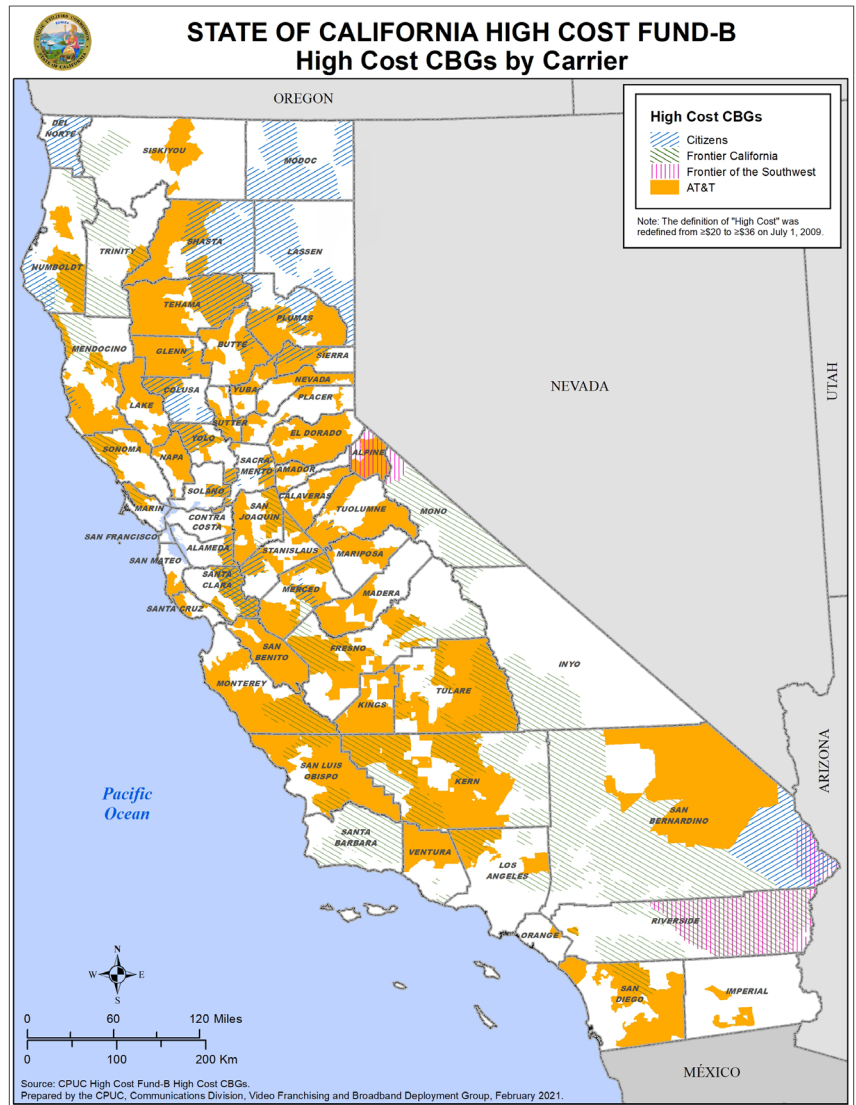 STATE OF CALIFORNIA HIGH COST FUND-B
High Cost CBGs by Carrier
OREGON
High Cost CBGs
Citizens
Frontier California
Frontier of the Southwest
AT&T
Note: The definition of "High Cost" was
redefined from ≥$20 to ≥$36 on July 1, 2009.
DEL
NORTE
SISKIYOU
MODOC
SHASTA
TRINITY
LASSEN
HUMBOLDT
TEHAMA
PLUMAS
MENDOCINO
GLENN
BUTTE
SIERRA
NEVADA
COLUSA
YUBA
PLACER
LAKE
SUTTER
EL DORADO
YOLO
SONOMA
NAPA
SACRA-
MENTO
AMADOR
ALPINE
SOLANO
CALAVERAS
MARIN
SAN
JOAQUIN
TUOLUMNE
MONO
CONTRA
COSTA
SAN FRANCISCO
ALAMEDA
STANISLAUS
MARIPOSA
SAN MATEO
SANTA
CLARA
MERCED
MADERA
SANTA CRUZ
SAN
BENITO
FRESNO
INYO
MONTEREY
TULARE
KINGS
SAN LUIS
OBISPO
KERN
SAN
BERNARDINO
SANTA
BARBARA
VENTURA
LOS
ANGELES
RIVERSIDE
ORANGE
SAN
DIEGO
IMPERIAL
NEVADA
UTAH
ARIZONA
MÉXICO
Pacific
Ocean
N
W E
S
0 60 120 Miles
0 100 200 Km
Source: CPUC High Cost Fund-B High Cost CBGs.
Prepared by the CPUC, Communications Division, Video Franchising and Broadband Deployment Group, February 2021.